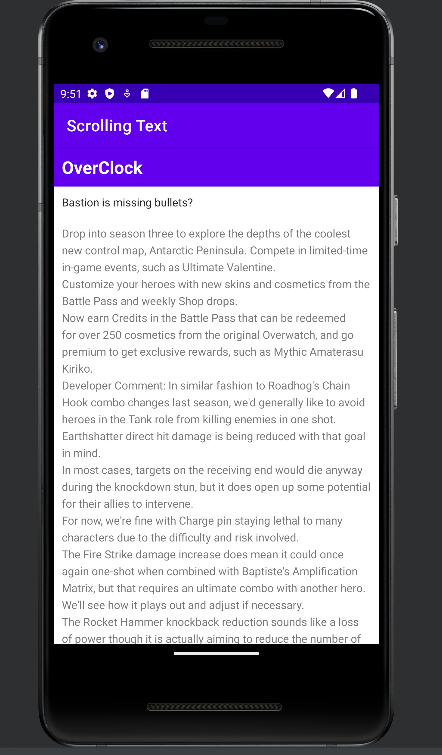 9:51
Scrolling Text
OverClock
Bastion is missing bullets?
Drop into season three to explore the depths of the coolest
new control map, Antarctic Peninsula. Compete in limited-time
in-game events, such as Ultimate Valentine.
Customize your heroes with new skins and cosmetics from the
Battle Pass and weekly Shop drops.
Now earn Credits in the Battle Pass that can be redeemed
for over 250 cosmetics from the original Overwatch, and go
premium to get exclusive rewards, such as Mythic Amaterasu
Kiriko.
Developer Comment: In similar fashion to Roadhog's Chain
Hook combo changes last season, we'd generally like to avoid
heroes in the Tank role from killing enemies in one shot.
Earthshatter direct hit damage is being reduced with that goal
in mind.
In most cases, targets on the receiving end would die anyway
during the knockdown stun, but it does open up some potential
for their allies to intervene.
For now, we're fine with Charge pin staying lethal to many
characters due to the difficulty and risk involved.
The Fire Strike damage increase does mean it could once
again one-shot when combined with Baptiste's Amplification
Matrix, but that requires an ultimate combo with another hero.
We'll see how it plays out and adjust if necessary.
The Rocket Hammer knockback reduction sounds like a loss
of power though it is actually aiming to reduce the number of